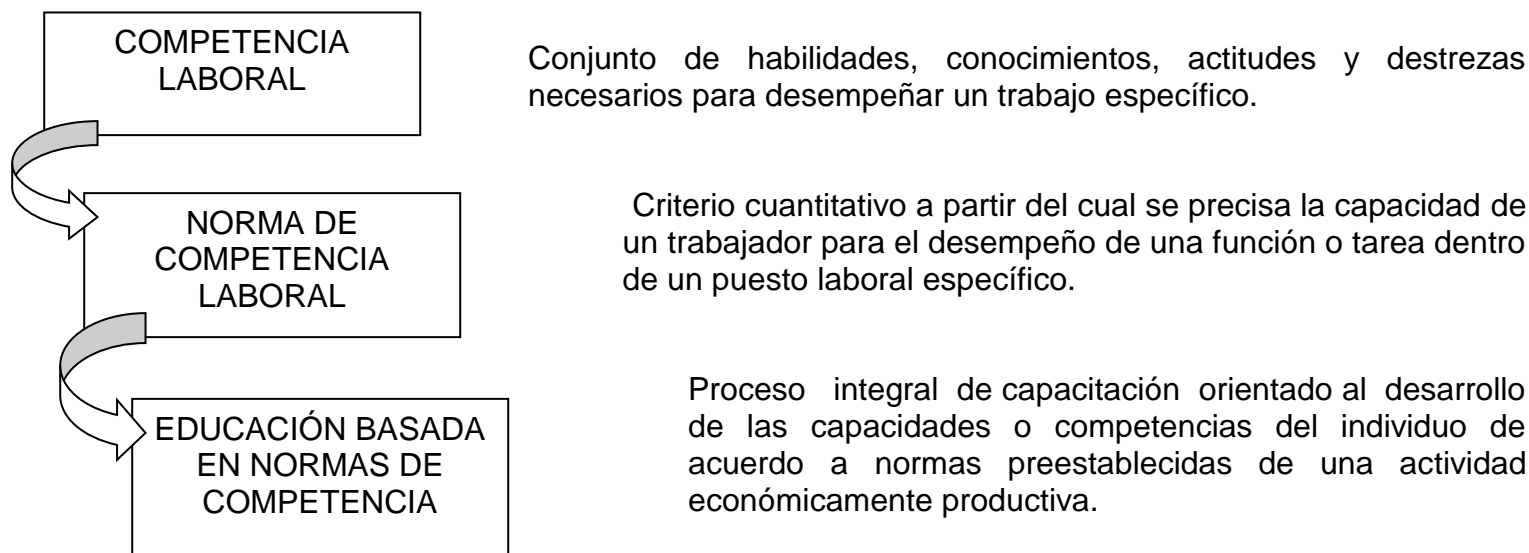 COMPETENCIA
LABORAL
Conjunto de habilidades, conocimientos, actitudes y destrezas
necesarios para desempeñar un trabajo específico.
NORMA DE
COMPETENCIA
LABORAL
Criterio cuantitativo a partir del cual se precisa la capacidad de
un trabajador para el desempeño de una función o tarea dentro
de un puesto laboral específico.
EDUCACIÓN BASADA
EN NORMAS DE
COMPETENCIA
Proceso integral de capacitación orientado al desarrollo
de las capacidades o competencias del individuo de
acuerdo a normas preestablecidas de una actividad
económicamente productiva.